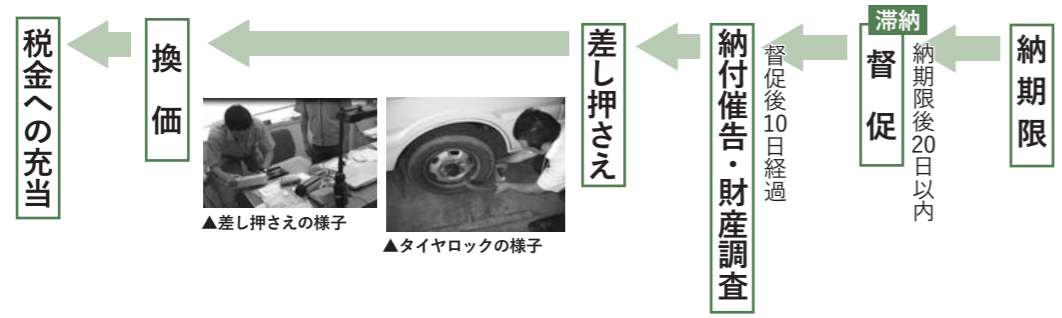 納期限
納期限後20日以内
滞納
督促
督促後10日経過
納付催告・財産調査
差し押さえ
▲タイヤロックの様子
▲差し押さえの様子
換価
税金への充当